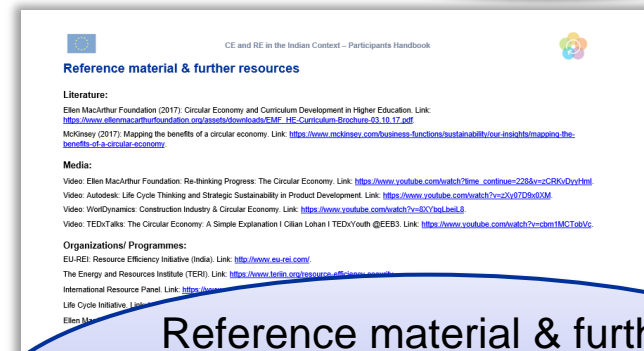 CE and RE in the Indian Context – Participants Handbook
Reference material & further resources
Literature:
Ellen MacArthur Foundation (2017): Circular Economy and Curriculum Development in Higher Education. Link:
https://www.ellenmacarthurfoundation.org/assets/downloads/EMF_HE-Curriculum-Brochure-03.10.17.pdf.
McKinsey (2017): Mapping the benefits of a circular economy. Link: https://www.mckinsey.com/business-functions/sustainability/our-insights/mapping-the-
benefits-of-a-circular-economy.
Media:
Video: Ellen MacArthur Foundation: Re-thinking Progress: The Circular Economy. Link: https://www.youtube.com/watch?time_continue=228&v=zCRKvDyyHmI.
Video: Autodesk: Life Cycle Thinking and Strategic Sustainability in Product Development. Link: https://www.youtube.com/watch?v=zXy07D9x0XM.
Video: WorlDynamics: Construction Industry & Circular Economy. Link: https://www.youtube.com/watch?v=8XYbqLbeiL8.
Video: TEDxTalks: The Circular Economy: A Simple Explanation I Cilian Lohan I TEDxYouth @EEB3. Link: https://www.youtube.com/watch?v=cbm1MCTobVc.
Organizations/ Programmes:
EU-REI: Resource Efficiency Initiative (India). Link: http://www.eu-rei.com/.
The Energy and Resources Institute (TERI). Link: https://www.teriin.org/resource-efficiency-security.
International Resource Panel. Link: https://www
Life Cycle Initiative. Link
Ellen Mac
Reference material & furth